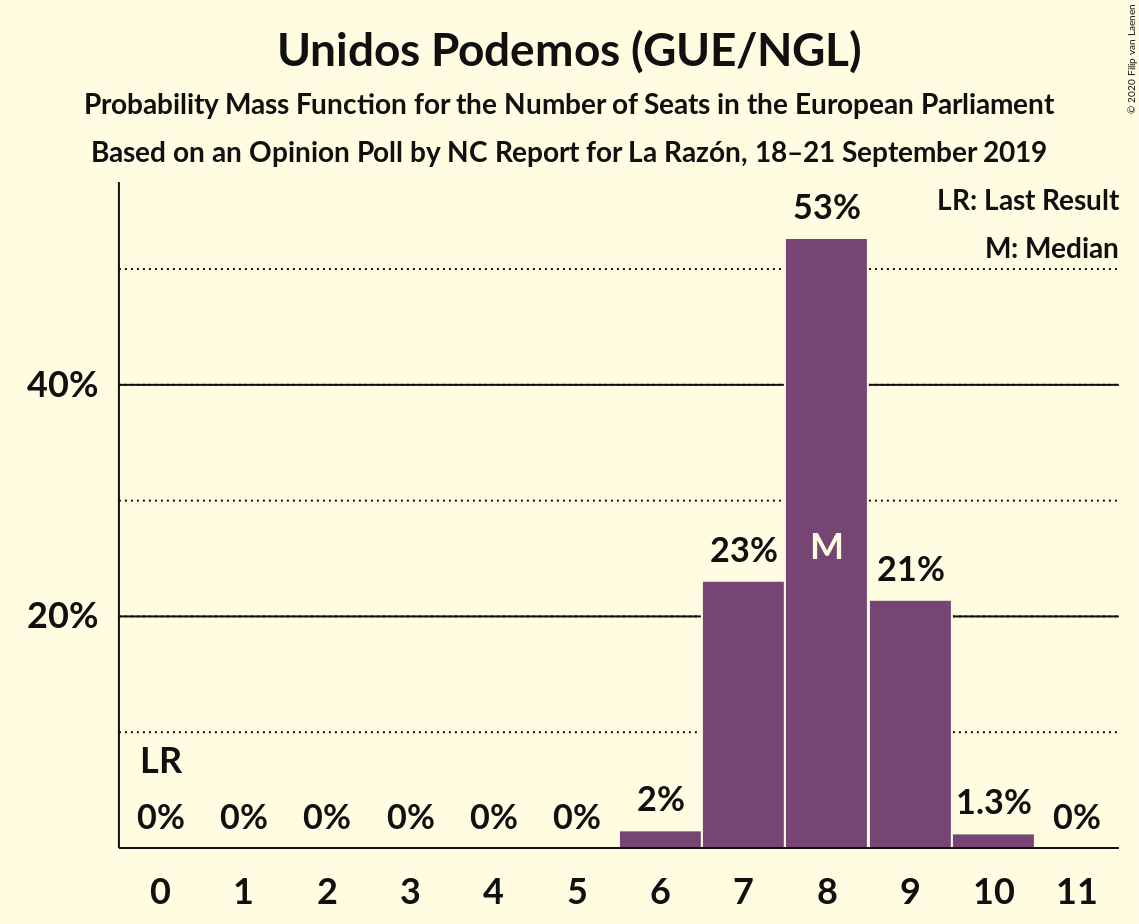 Unidos Podemos (GUE/NGL)
Probability Mass Function for the Number of Seats in the European Parliament
Based on an Opinion Poll by NC Report for La Razón, 18–21 September 2019
© 2020 Filip van Laenen
LR: Last Result
M: Median
53%
40%
23%
M
21%
20%
LR
0%
0%
0%
0%
0%
0%
2%
1.3%
0%
0 1 2 3 4 5 6 7 8 9 10 11